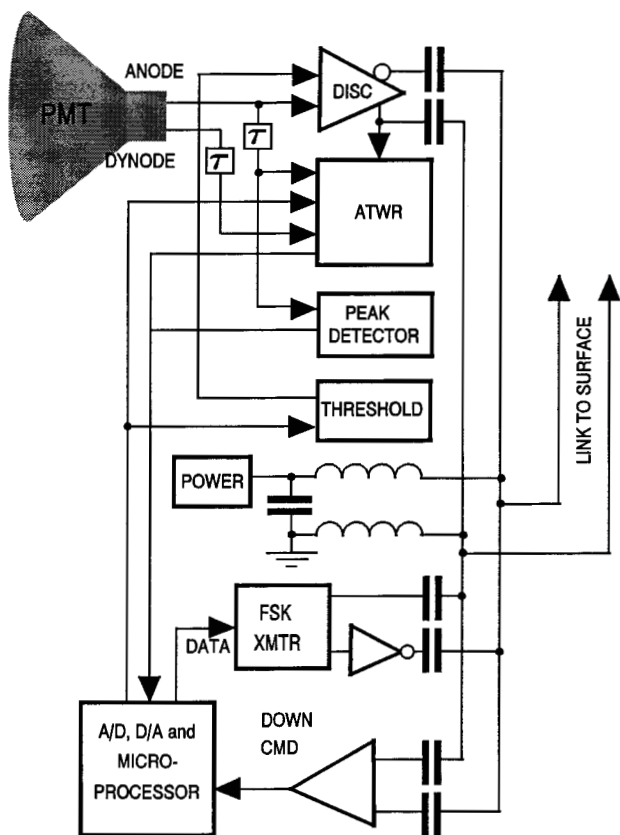 ANODE
PMT
DYNODE
τ
τ
DISC
ATWR
PEAK
DETECTOR
THRESHOLD
POWER
LINK TO SURFACE
FSK
XMTR
DATA
A/D, D/A and
MICRO-
PROCESSOR
DOWN
CMD